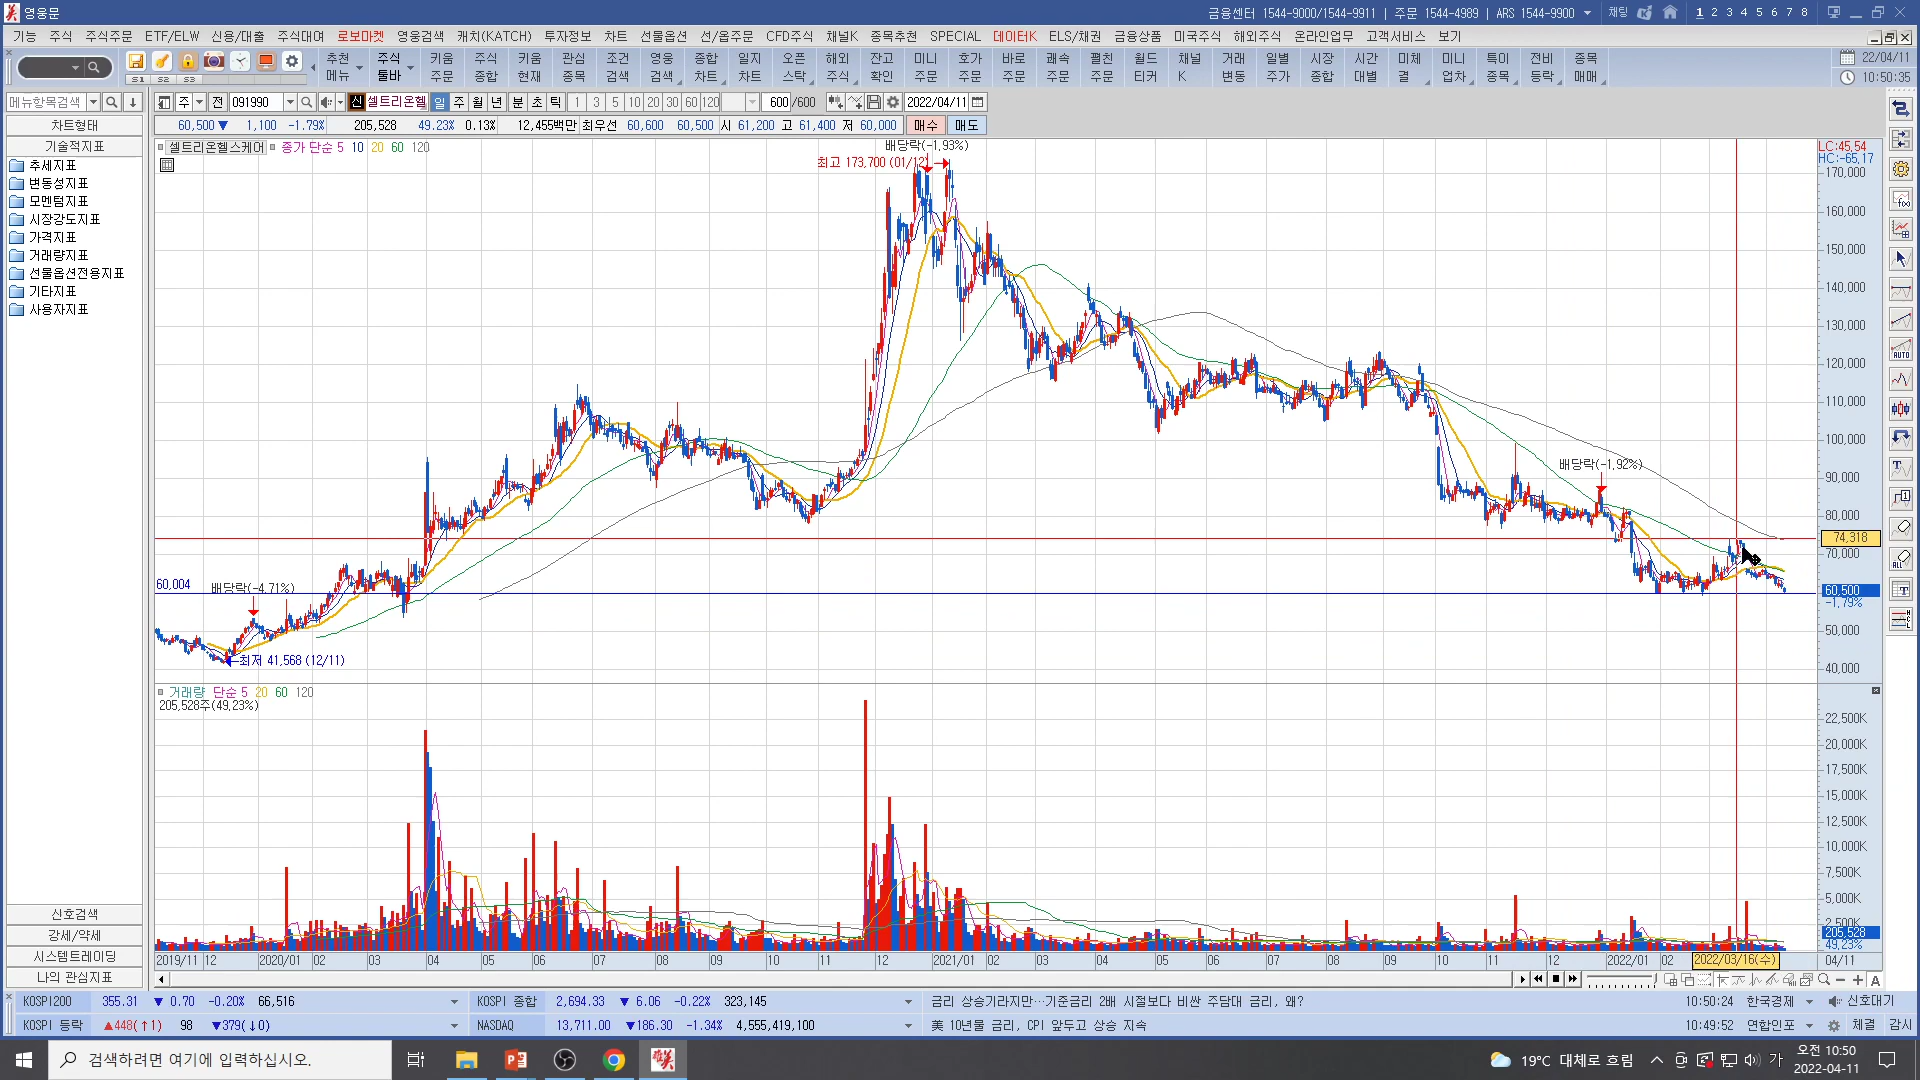 영웅문
금융센터 1544-9000/1544-9911 | 주문 1544-4989 | ARS 1544-9900 채팅 1 2 3 4 5 6 7 8
기능 주식 주식주문 ETF/ELW 신용/대출 주식대여 로보마켓 영웅검색 캐치(KATCH) 투자정보 차트 선물옵션 선/옵주문 CFD주식 채널K 종목추천 SPECIAL 데이터K ELS/채권 금융상품 미국주식 해외주식 온라인업무 고객서비스 보기
추천 주식 키움 주식 키움 관심 조건 영웅 종합 일지 오픈 해외 잔고 미니 호가 바로 쾌속 펼친 월드 채널 거래 일별 시장 시간 미체 미니 특이 전비 종목 22/04/11
메뉴 툴바 주문 종합 현재 종목 검색 검색 차트 차트 스탁 주식 확인 주문 주문 주문 주문 주문 티커 K 변동 주가 종합 대별 결 업차 종목 등락 매매 10:50:35
S1 S2 S3
메뉴항목검색 주 전 091990 신 셀트리온헬 일 주 월 년 분 초 틱 1 3 5 10 20 30 60 120 600 /600 2022/04/11
차트형태
60,500 ▼ 1,100 -1.79% 205,528 49.23% 0.13% 12,455백만 최우선 60,600 60,500 시 61,200 고 61,400 저 60,000 매수 매도
기술적지표
추세지표
변동성지표
모멘텀지표
시장강도지표
가격지표
거래량지표
선물옵션전용지표
기타지표
사용자지표
신호검색
강세/약세
시스템트레이딩
나의 관심지표
셀트리온헬스케어 종가 단순 5 10 20 60 120
배당락(-1.93%)
최고 173,700 (01/12)
LC:45.54
HC:-65.17
170,000
160,000
150,000
140,000
130,000
120,000
110,000
100,000
90,000
80,000
74,318
70,000
60,500
-1.79%
50,000
40,000
배당락(-1.92%)
60,004
배당락(-4.71%)
최저 41,568 (12/11)
거래량 단순 5 20 60 120
205,528주(49.23%)
22,500K
20,000K
17,500K
15,000K
12,500K
10,000K
7,500K
5,000K
2,500K
205,528
49.23%
2019/11 12 2020/01 02 03 04 05 06 07 08 09 10 11 12 2021/01 02 03 04 05 06 07 08 09 10 11 12 2022/01 02 2022/03/16(수) 04/11
AUTO
ALL
KOSPI200 355.31 ▼ 0.70 -0.20% 66,516 KOSPI 종합 2,694.33 ▼ 6.06 -0.22% 323,145 금리 상승기라지만…기준금리 2배 시절보다 비싼 주담대 금리, 왜? 10:50:24 한국경제 신호대기
KOSPI 등락 ▲448(↑1) 98 ▼379(↓0) NASDAQ 13,711.00 ▼186.30 -1.34% 4,555,419,100 美 10년물 금리, CPI 앞두고 상승 지속 10:49:52 연합인포 체결 감시
검색하려면 여기에 입력하십시오.
19°C 대체로 흐림 가 오전 10:50
2022-04-11